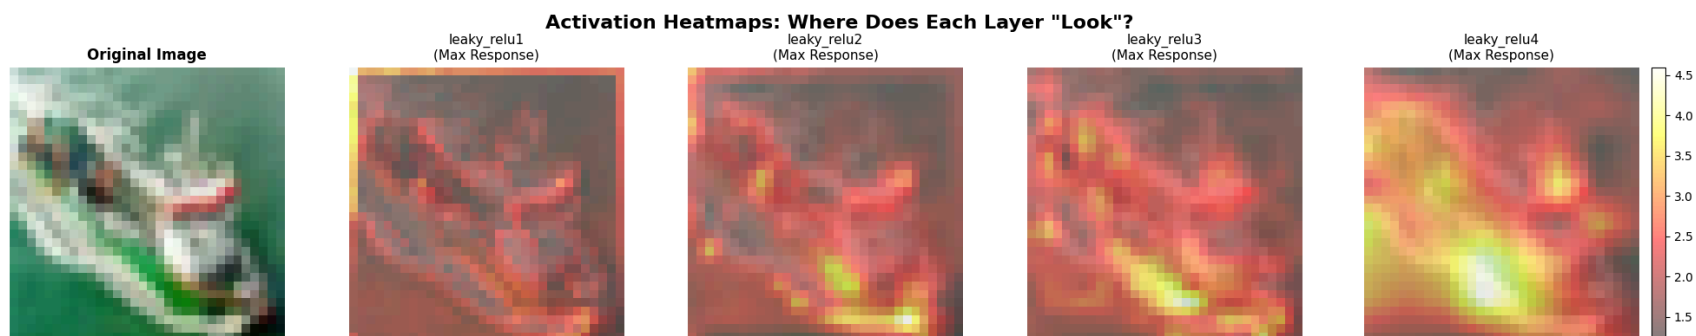 Activation Heatmaps: Where Does Each Layer "Look"?
Original Image
leaky_relu1
(Max Response)
leaky_relu2
(Max Response)
leaky_relu3
(Max Response)
leaky_relu4
(Max Response)
4.5
4.0
3.5
3.0
2.5
2.0
1.5